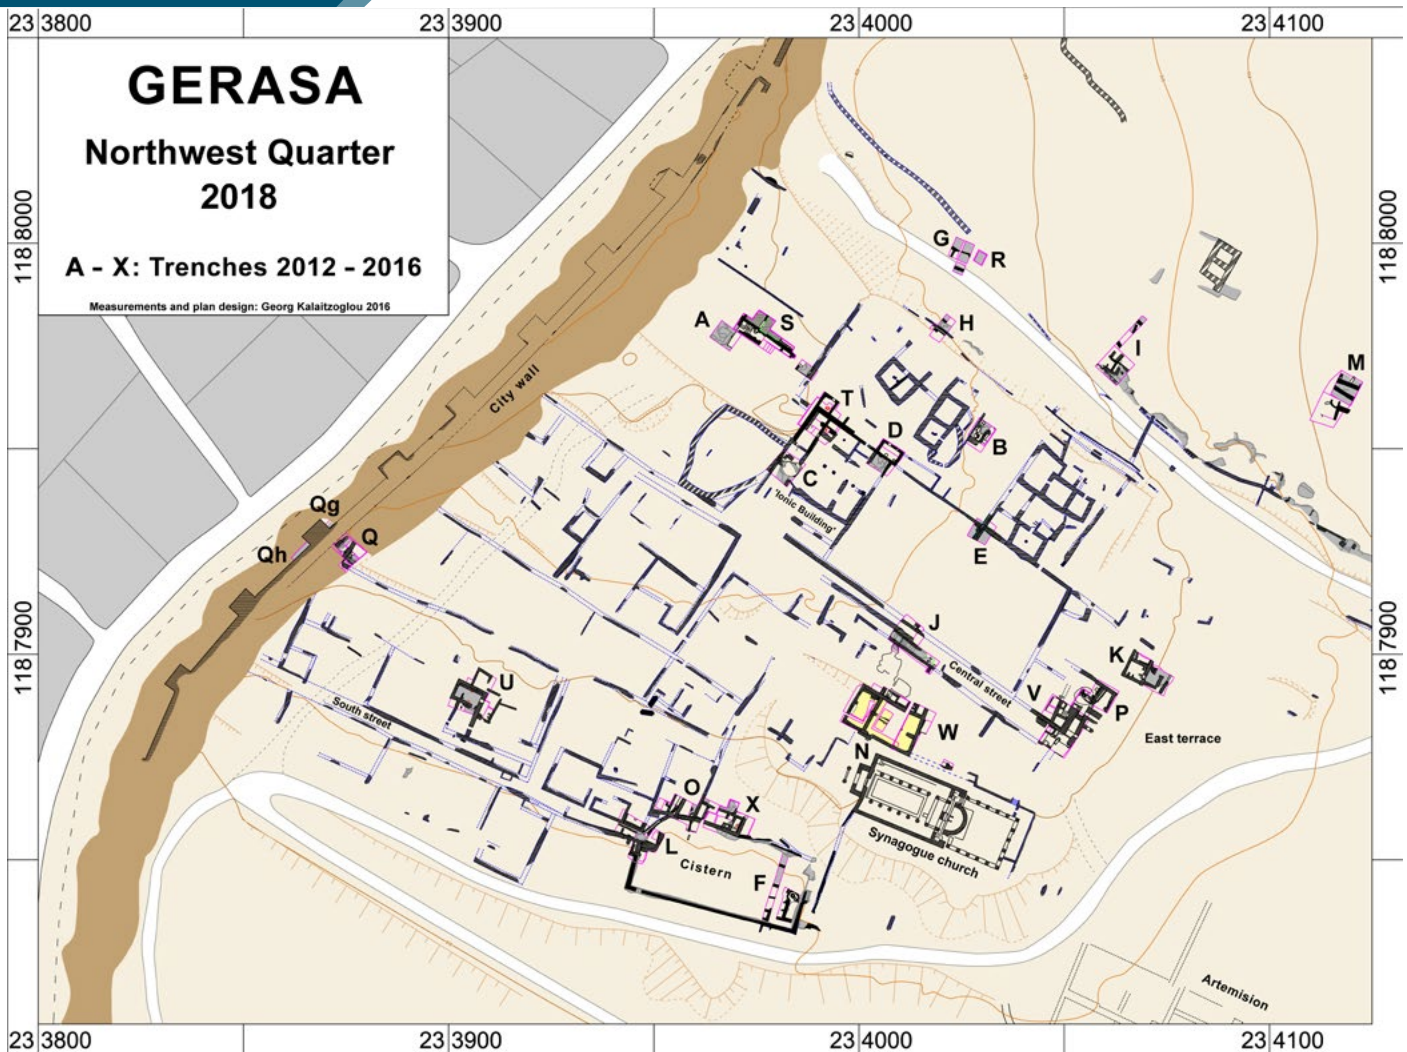 23 3800 23 3900 23 4000 23 4100
GERASA
Northwest Quarter
2018
A - X: Trenches 2012 - 2016
Measurements and plan design: Georg Kalaitzoglou 2016
118 8000
118 8000
G
R
A
S
H
I
M
City wall
T
D
B
C
"Ionic Building"
E
Qg
Q
Qh
J
118 7900
118 7900
K
U
Central street
V
P
South street
W
East terrace
N
O
X
L
Cistern
Synagogue church
F
Artemision
23 3800 23 3900 23 4000 23 4100